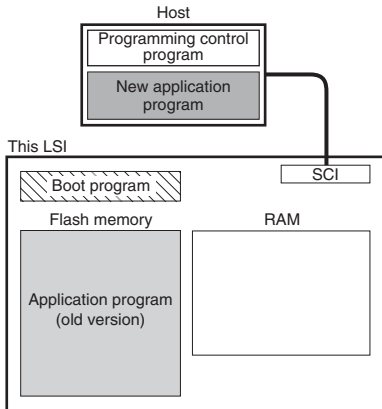 Host
Programming control
program
New application
program
This LSI
SCI
Boot program
Flash memory
RAM
Application program
(old version)